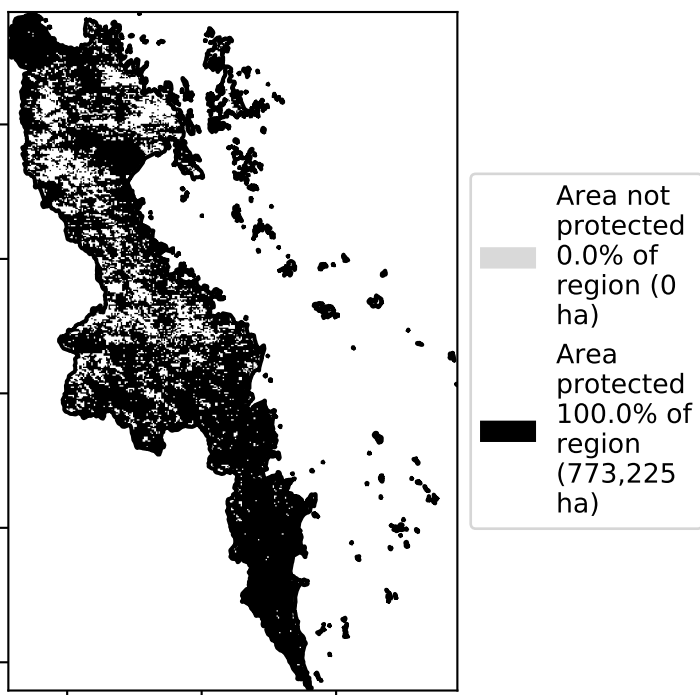 Area not
protected
0.0% of
region (0
ha)
Area
protected
100.0% of
region
(773,225
ha)